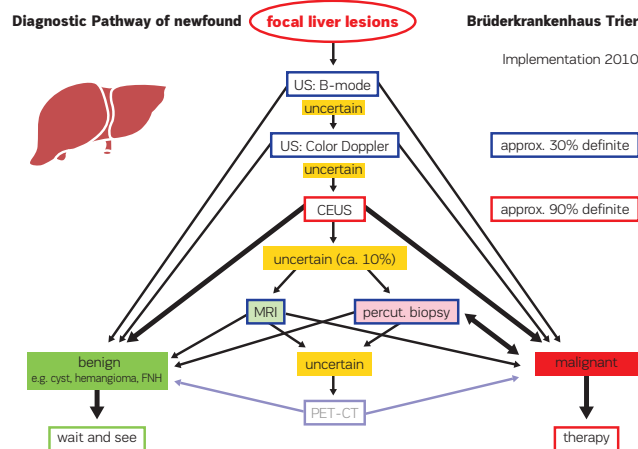 Diagnostic Pathway of newfound focal liver lesions Brüderkrankenhaus Trier
Implementation 2010
US: B-mode
uncertain
US: Color Doppler
approx. 30% definite
uncertain
CEUS
approx. 90% definite
uncertain (ca. 10%)
MRI
percut. biopsy
benign
e.g. cyst, hemangioma, FNH
uncertain
malignant
PET-CT
wait and see
therapy